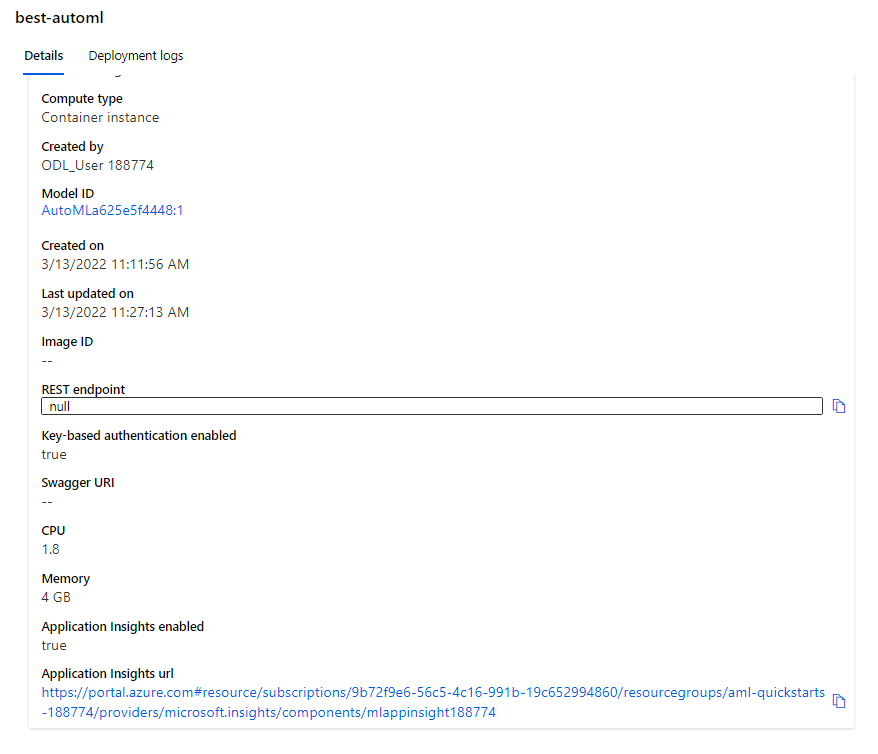 best-automl
Details
Deployment logs
Compute type
Container instance
Created by
ODL_User 188774
Model ID
AutoMLa625e5f4448:1
Created on
3/13/2022 11:11:56 AM
Last updated on
3/13/2022 11:27:13 AM
Image ID
--
REST endpoint
null
Key-based authentication enabled
true
Swagger URI
--
CPU
1.8
Memory
4 GB
Application Insights enabled
true
Application Insights url
https://portal.azure.com#resource/subscriptions/9b72f9e6-56c5-4c16-991b-19c652994860/resourcegroups/aml-quickstarts
-188774/providers/microsoft.insights/components/mlappinsight188774